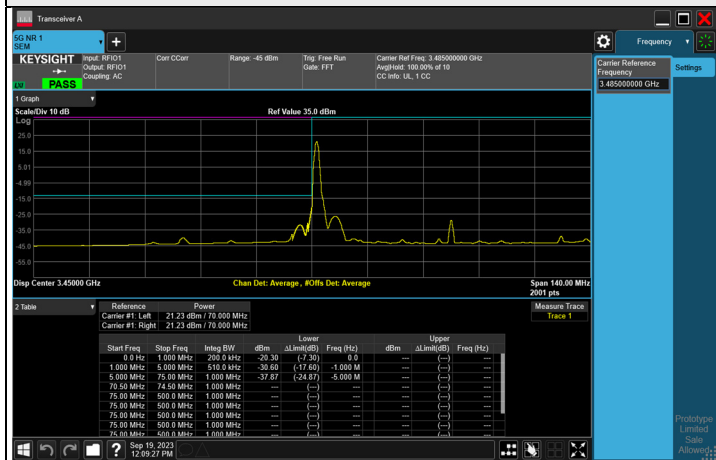 Transceiver A
5G NR 1
SEM
Frequency
KEYSIGHT
Input: RFIO1
Output: RFIO1
Coupling: AC
Corr CCorr
Range: -45 dBm
Trig: Free Run
Gate: FFT
Carrier Ref Freq: 3.485000000 GHz
Avg|Hold: 100.00% of 10
CC Info: UL, 1 CC
PASS
Carrier Reference
Frequency
3.485000000 GHz
Settings
1 Graph
Scale/Div 10 dB
Ref Value 35.0 dBm
Log
25.0
15.0
5.01
-4.99
-15.0
-25.0
-35.0
-45.0
-55.0
Disp Center 3.45000 GHz
Chan Det: Average , #Offs Det: Average
Span 140.00 MHz
2001 pts
2 Table
Reference Power
Carrier #1: Left 21.23 dBm / 70.000 MHz
Carrier #1: Right 21.23 dBm / 70.000 MHz
Measure Trace
Trace 1
Lower Upper
Start Freq Stop Freq Integ BW dBm ΔLimit(dB) Freq (Hz) dBm ΔLimit(dB) Freq (Hz)
0.0 Hz 1.000 MHz 200.0 kHz -20.30 (-7.30) 0.0 --- (---) ---
1.000 MHz 5.000 MHz 510.0 kHz -30.60 (-17.60) -1.000 M --- (---) ---
5.000 MHz 75.00 MHz 1.000 MHz -37.87 (-24.87) -5.000 M --- (---) ---
70.50 MHz 74.50 MHz 1.000 MHz --- (---) --- --- (---) ---
75.00 MHz 500.0 MHz 1.000 MHz --- (---) --- --- (---) ---
75.00 MHz 500.0 MHz 1.000 MHz --- (---) --- --- (---) ---
75.00 MHz 500.0 MHz 1.000 MHz --- (---) --- --- (---) ---
75.00 MHz 500.0 MHz 1.000 MHz --- (---) --- --- (---) ---
Sep 19, 2023
12:09:27 PM
Prototype
Limited
Sale
Allowed